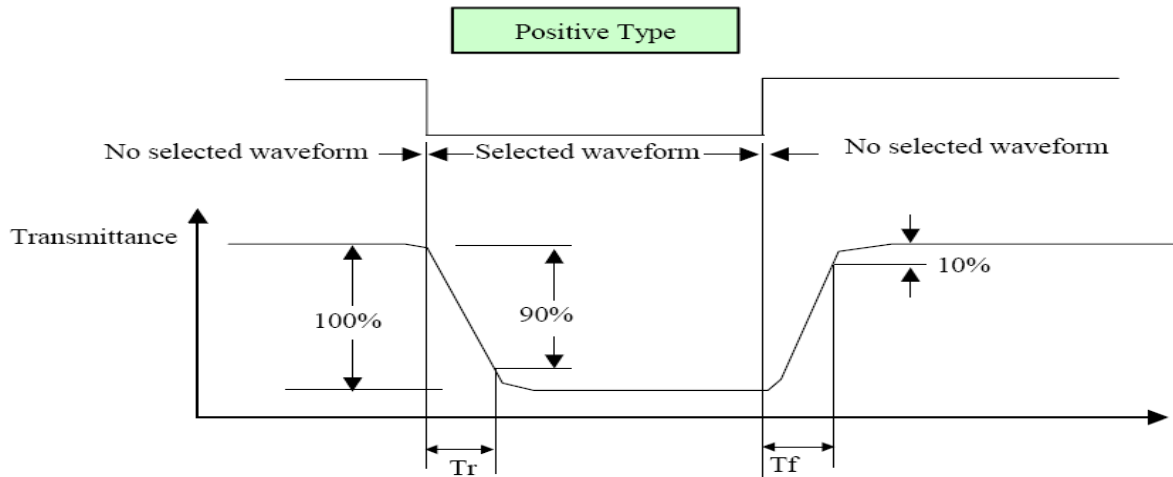 Positive Type
No selected waveform
Selected waveform
No selected waveform
Transmittance
100%
90%
10%
Tr
Tf